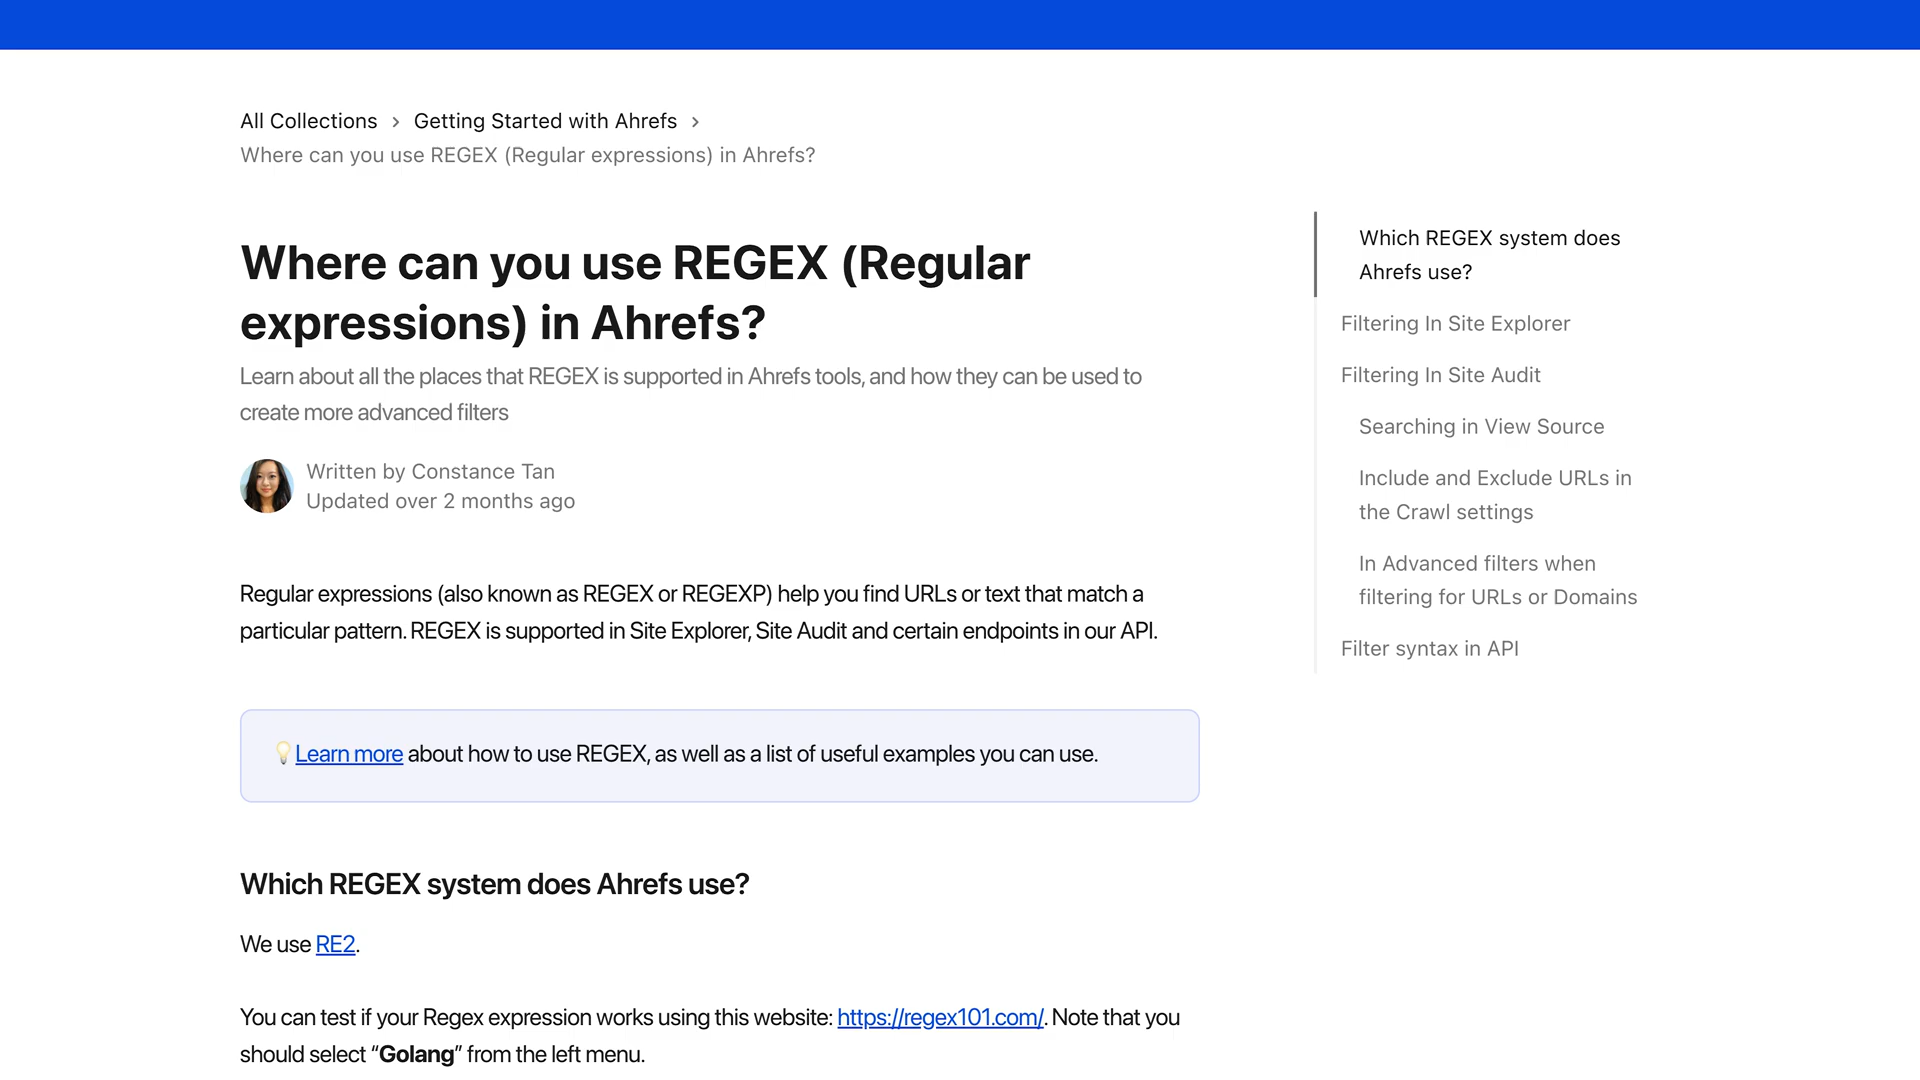 All Collections > Getting Started with Ahrefs >
Where can you use REGEX (Regular expressions) in Ahrefs?
Where can you use REGEX (Regular
expressions) in Ahrefs?
Learn about all the places that REGEX is supported in Ahrefs tools, and how they can be used to
create more advanced filters
Written by Constance Tan
Updated over 2 months ago
Regular expressions (also known as REGEX or REGEXP) help you find URLs or text that match a
particular pattern. REGEX is supported in Site Explorer, Site Audit and certain endpoints in our API.
💡Learn more about how to use REGEX, as well as a list of useful examples you can use.
Which REGEX system does Ahrefs use?
We use RE2.
You can test if your Regex expression works using this website: https://regex101.com/. Note that you
should select “Golang” from the left menu.
Which REGEX system does
Ahrefs use?
Filtering In Site Explorer
Filtering In Site Audit
Searching in View Source
Include and Exclude URLs in
the Crawl settings
In Advanced filters when
filtering for URLs or Domains
Filter syntax in API